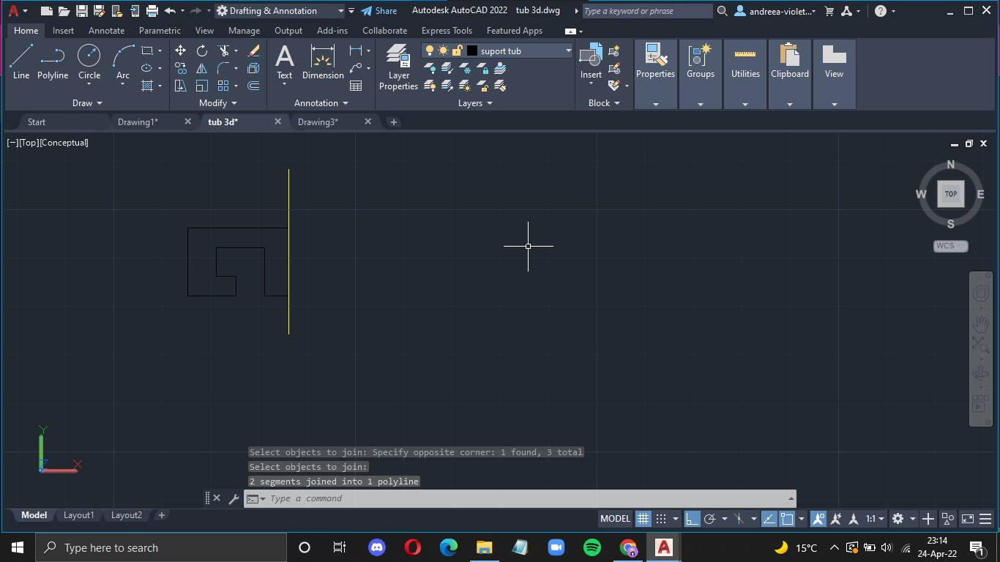 A Drafting & Annotation Share Autodesk AutoCAD 2022 tub 3d.dwg Type a keyword or phrase andreea-violet...
Home Insert Annotate Parametric View Manage Output Add-ins Collaborate Express Tools Featured Apps
Line Polyline Circle Arc
Text Dimension
Layer Properties
suport tub
Insert
Properties Groups Utilities Clipboard View
Draw Modify Annotation Layers Block
Start Drawing1* tub 3d* Drawing3*
[−][Top][Conceptual]
N
W TOP E
S
WCS
Y
Z X
Select objects to join: Specify opposite corner: 1 found, 3 total
Select objects to join:
2 segments joined into 1 polyline
Type a command
Model Layout1 Layout2 MODEL 1:1
Type here to search 15°C 23:14
24-Apr-22 1